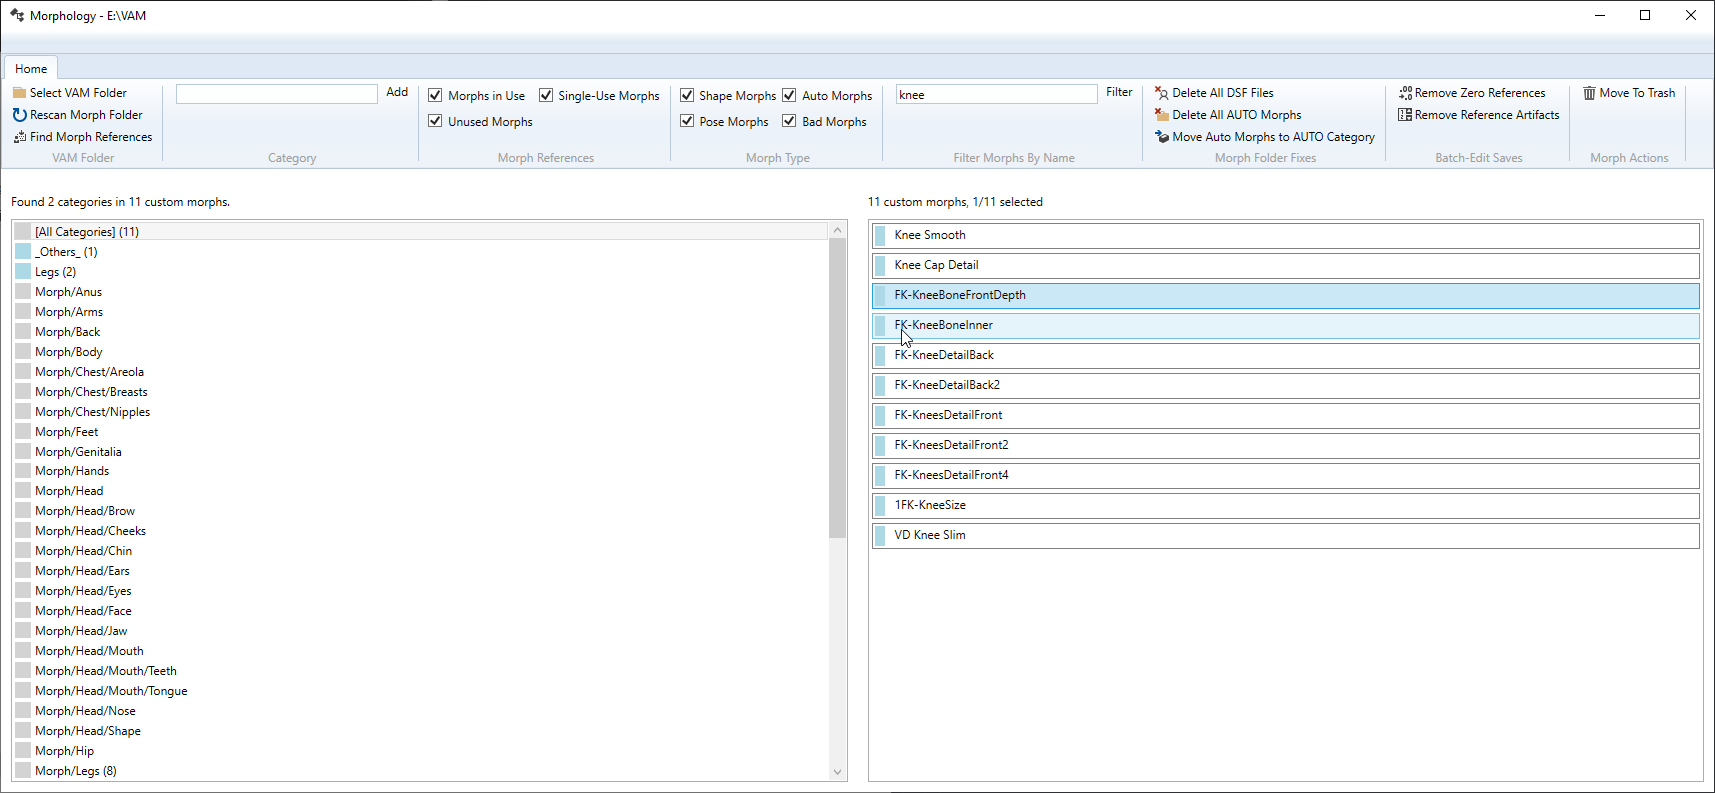 Morphology - E:\VAM
Home
Select VAM Folder
Rescan Morph Folder
Find Morph References
VAM Folder
Add
Category
Morphs in Use
Single-Use Morphs
Unused Morphs
Morph References
Shape Morphs
Auto Morphs
Pose Morphs
Bad Morphs
Morph Type
knee
Filter
Filter Morphs By Name
Delete All DSF Files
Delete All AUTO Morphs
Move Auto Morphs to AUTO Category
Morph Folder Fixes
Remove Zero References
Remove Reference Artifacts
Batch-Edit Saves
Move To Trash
Morph Actions
Found 2 categories in 11 custom morphs.
[All Categories] (11)
_Others_ (1)
Legs (2)
Morph/Anus
Morph/Arms
Morph/Back
Morph/Body
Morph/Chest/Areola
Morph/Chest/Breasts
Morph/Chest/Nipples
Morph/Feet
Morph/Genitalia
Morph/Hands
Morph/Head
Morph/Head/Brow
Morph/Head/Cheeks
Morph/Head/Chin
Morph/Head/Ears
Morph/Head/Eyes
Morph/Head/Face
Morph/Head/Jaw
Morph/Head/Mouth
Morph/Head/Mouth/Teeth
Morph/Head/Mouth/Tongue
Morph/Head/Nose
Morph/Head/Shape
Morph/Hip
Morph/Legs (8)
11 custom morphs, 1/11 selected
Knee Smooth
Knee Cap Detail
FK-KneeBoneFrontDepth
FK-KneeBoneInner
FK-KneeDetailBack
FK-KneeDetailBack2
FK-KneesDetailFront
FK-KneesDetailFront2
FK-KneesDetailFront4
1FK-KneeSize
VD Knee Slim